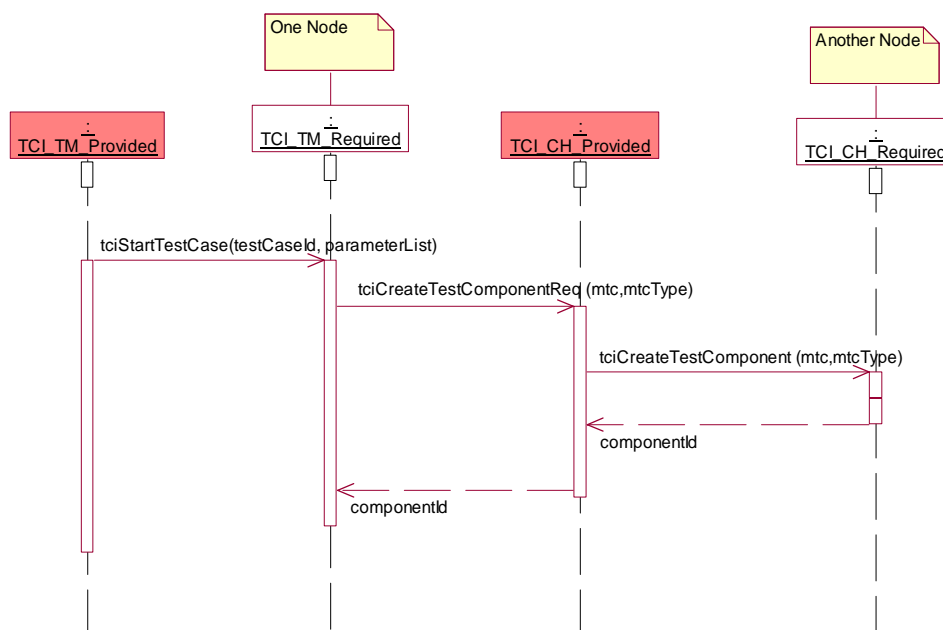 One Node
Another Node
:
TCI_TM_Provided
:
TCI_TM_Required
:
TCI_CH_Provided
:
TCI_CH_Required
tciStartTestCase(testCaseId, parameterList)
tciCreateTestComponentReq (mtc,mtcType)
tciCreateTestComponent (mtc,mtcType)
componentId
componentId